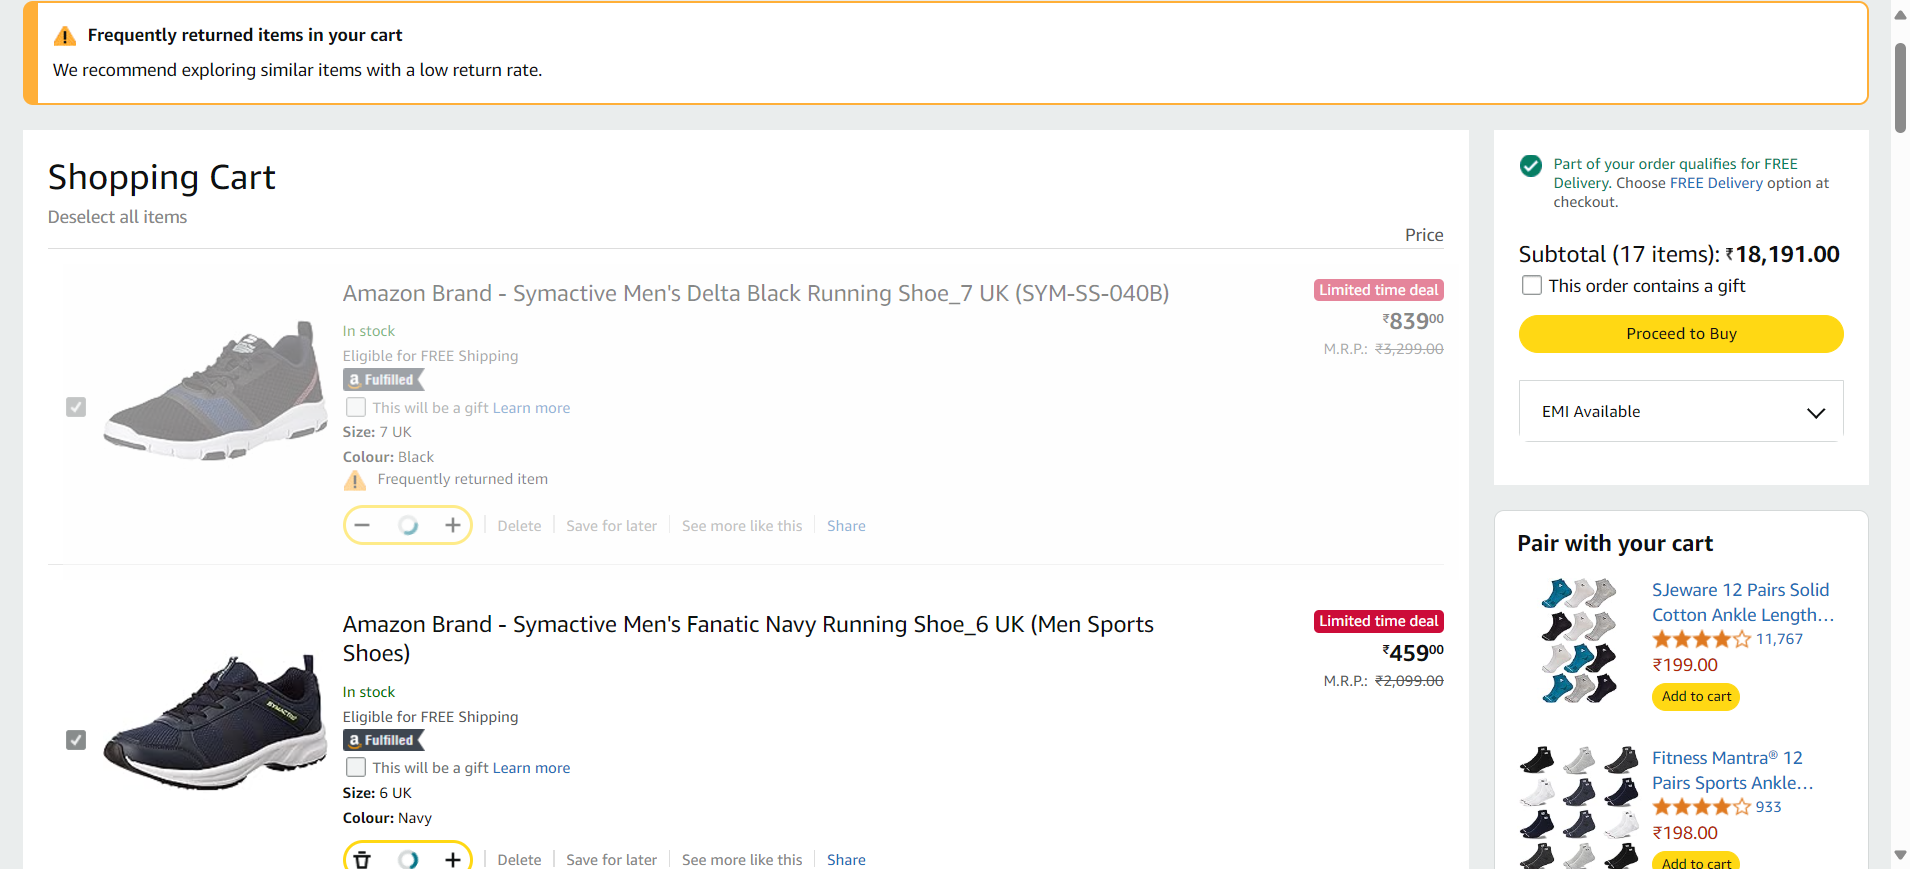 Frequently returned items in your cart
We recommend exploring similar items with a low return rate.
Shopping Cart
Deselect all items
Price
Amazon Brand - Symactive Men's Delta Black Running Shoe_7 UK (SYM-SS-040B)
Limited time deal
₹839⁰⁰
M.R.P.: ₹3,299.00
In stock
Eligible for FREE Shipping
a Fulfilled
This will be a gift Learn more
Size: 7 UK
Colour: Black
Frequently returned item
Delete
Save for later
See more like this
Share
Amazon Brand - Symactive Men's Fanatic Navy Running Shoe_6 UK (Men Sports
Shoes)
Limited time deal
₹459⁰⁰
M.R.P.: ₹2,099.00
SYMACTIVE
In stock
Eligible for FREE Shipping
a Fulfilled
This will be a gift Learn more
Size: 6 UK
Colour: Navy
Delete
Save for later
See more like this
Share
Part of your order qualifies for FREE
Delivery. Choose FREE Delivery option at
checkout.
Subtotal (17 items): ₹18,191.00
This order contains a gift
Proceed to Buy
EMI Available
Pair with your cart
SJeware 12 Pairs Solid
Cotton Ankle Length…
11,767
₹199.00
Add to cart
Fitness Mantra® 12
Pairs Sports Ankle…
933
₹198.00
Add to cart